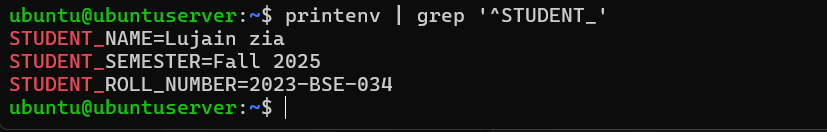 ubuntu@ubuntuserver:~$ printenv | grep '^STUDENT_'
STUDENT_NAME=Lujain zia
STUDENT_SEMESTER=Fall 2025
STUDENT_ROLL_NUMBER=2023-BSE-034
ubuntu@ubuntuserver:~$